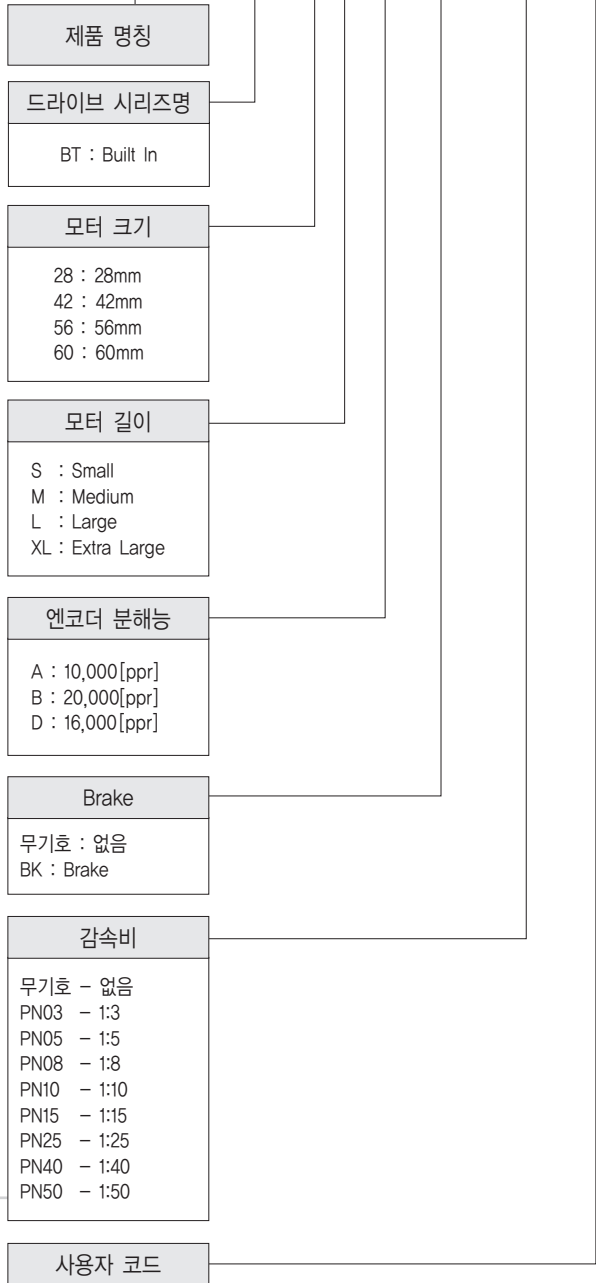 제품 명칭
드라이브 시리즈명
BT : Built In
모터 크기
28 : 28mm
42 : 42mm
56 : 56mm
60 : 60mm
모터 길이
S : Small
M : Medium
L : Large
XL : Extra Large
엔코더 분해능
A : 10,000[ppr]
B : 20,000[ppr]
D : 16,000[ppr]
Brake
무기호 : 없음
BK : Brake
감속비
무기호 - 없음
PN03 - 1:3
PN05 - 1:5
PN08 - 1:8
PN10 - 1:10
PN15 - 1:15
PN25 - 1:25
PN40 - 1:40
PN50 - 1:50
사용자 코드